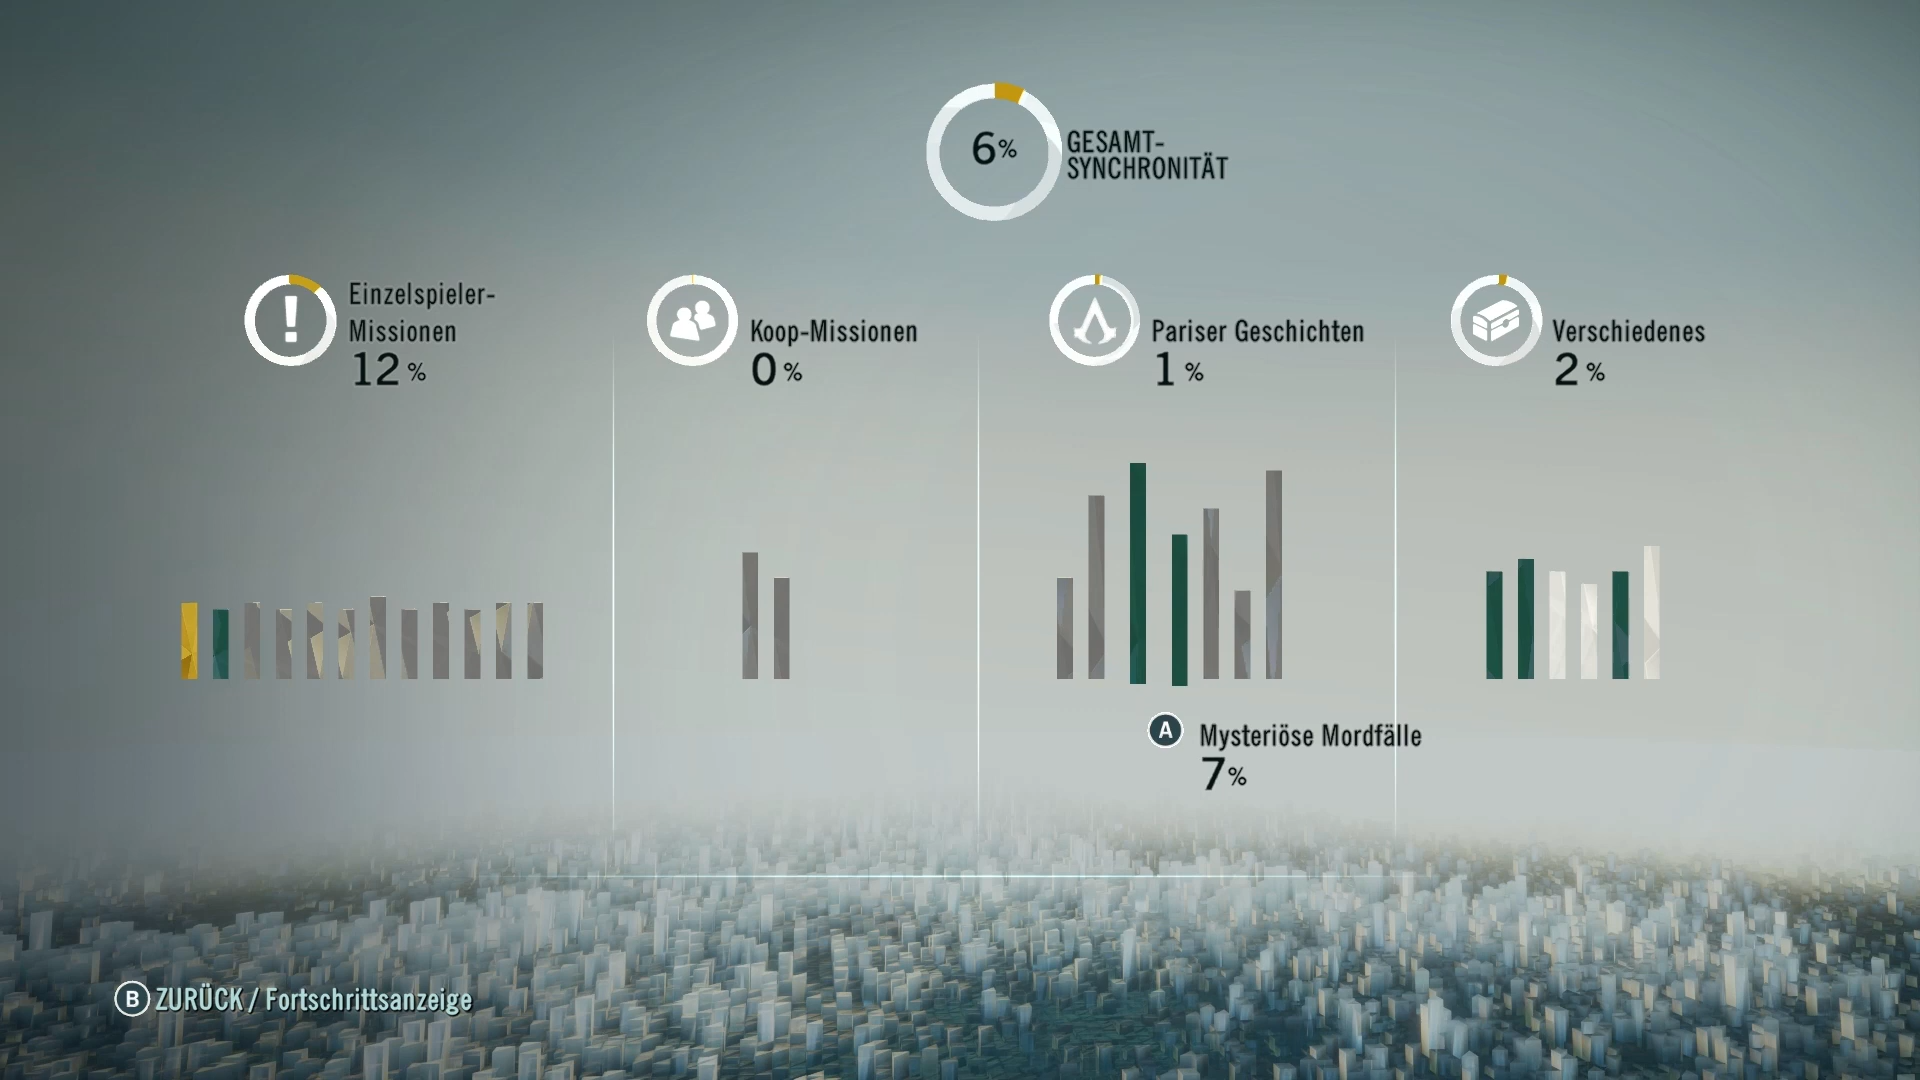 6%
GESAMT-
SYNCHRONITÄT
Einzelspieler-
Missionen
12 %
Koop-Missionen
0 %
Pariser Geschichten
1 %
Verschiedenes
2 %
A Mysteriöse Mordfälle
7%
B ZURÜCK / Fortschrittsanzeige